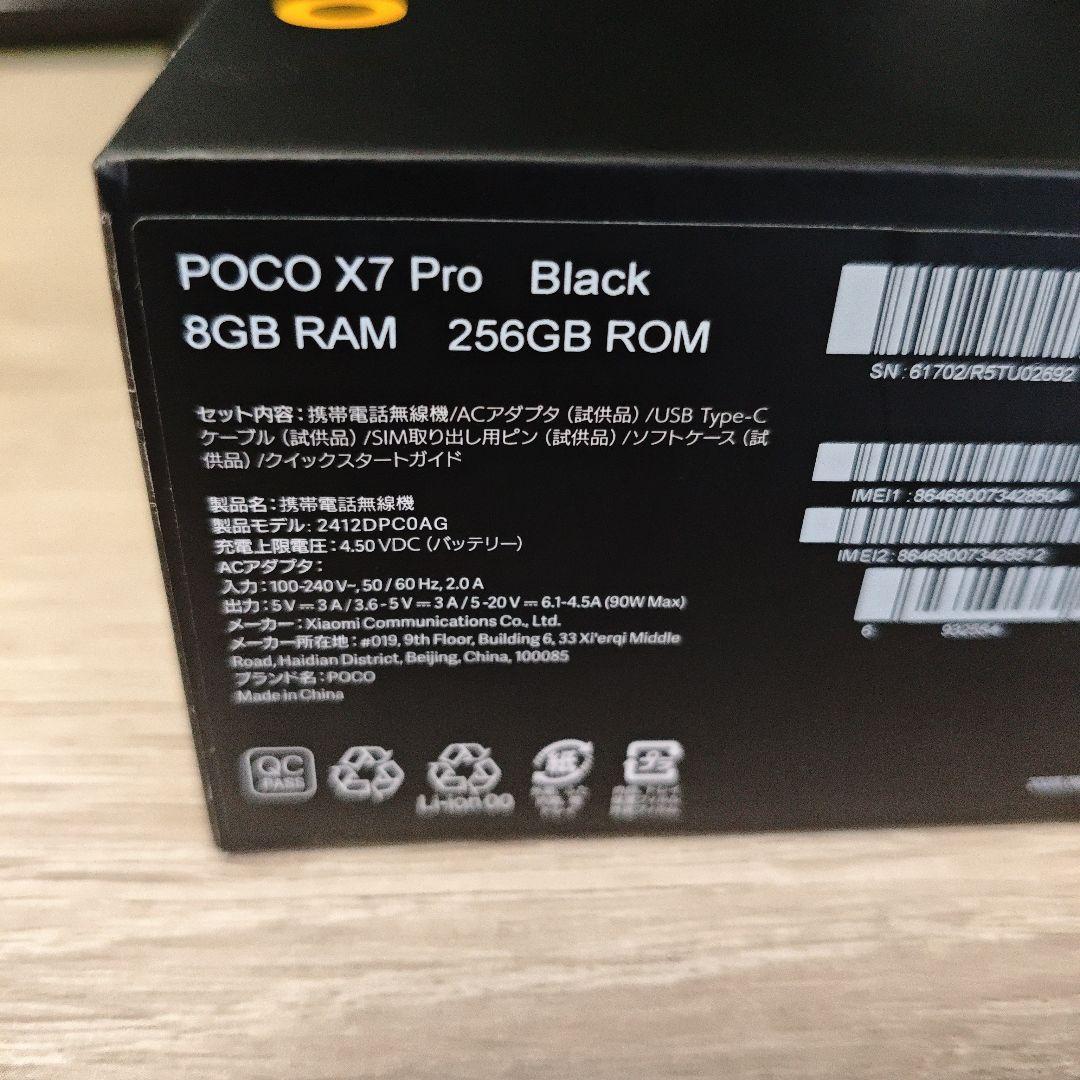 POCO X7 Pro Black
8GB RAM 256GB ROM
SN : 61702/R5TU02692
セット内容：携帯電話無線機/ACアダプタ（試供品）/USB Type-C
ケーブル（試供品）/SIM取り出し用ピン（試供品）/ソフトケース（試
供品）/クイックスタートガイド
IMEI1 : 864680073428504
IMEI2 : 864680073428512
製品名：携帯電話無線機
製品モデル: 2412DPC0AG
充電上限電圧：4.50 VDC（バッテリー）
ACアダプタ：
入力：100-240 V~, 50 / 60 Hz, 2.0 A
出力：5 V⎓3 A / 3.6 - 5 V⎓3 A / 5 -20 V⎓6.1-4.5A (90W Max)
メーカー：Xiaomi Communications Co., Ltd.
メーカー所在地：#019, 9th Floor, Building 6, 33 Xi'erqi Middle
Road, Haidian District, Beijing, China, 100085
ブランド名：POCO
Made in China
QC
PASS
Li-ion 00
紙
プラ